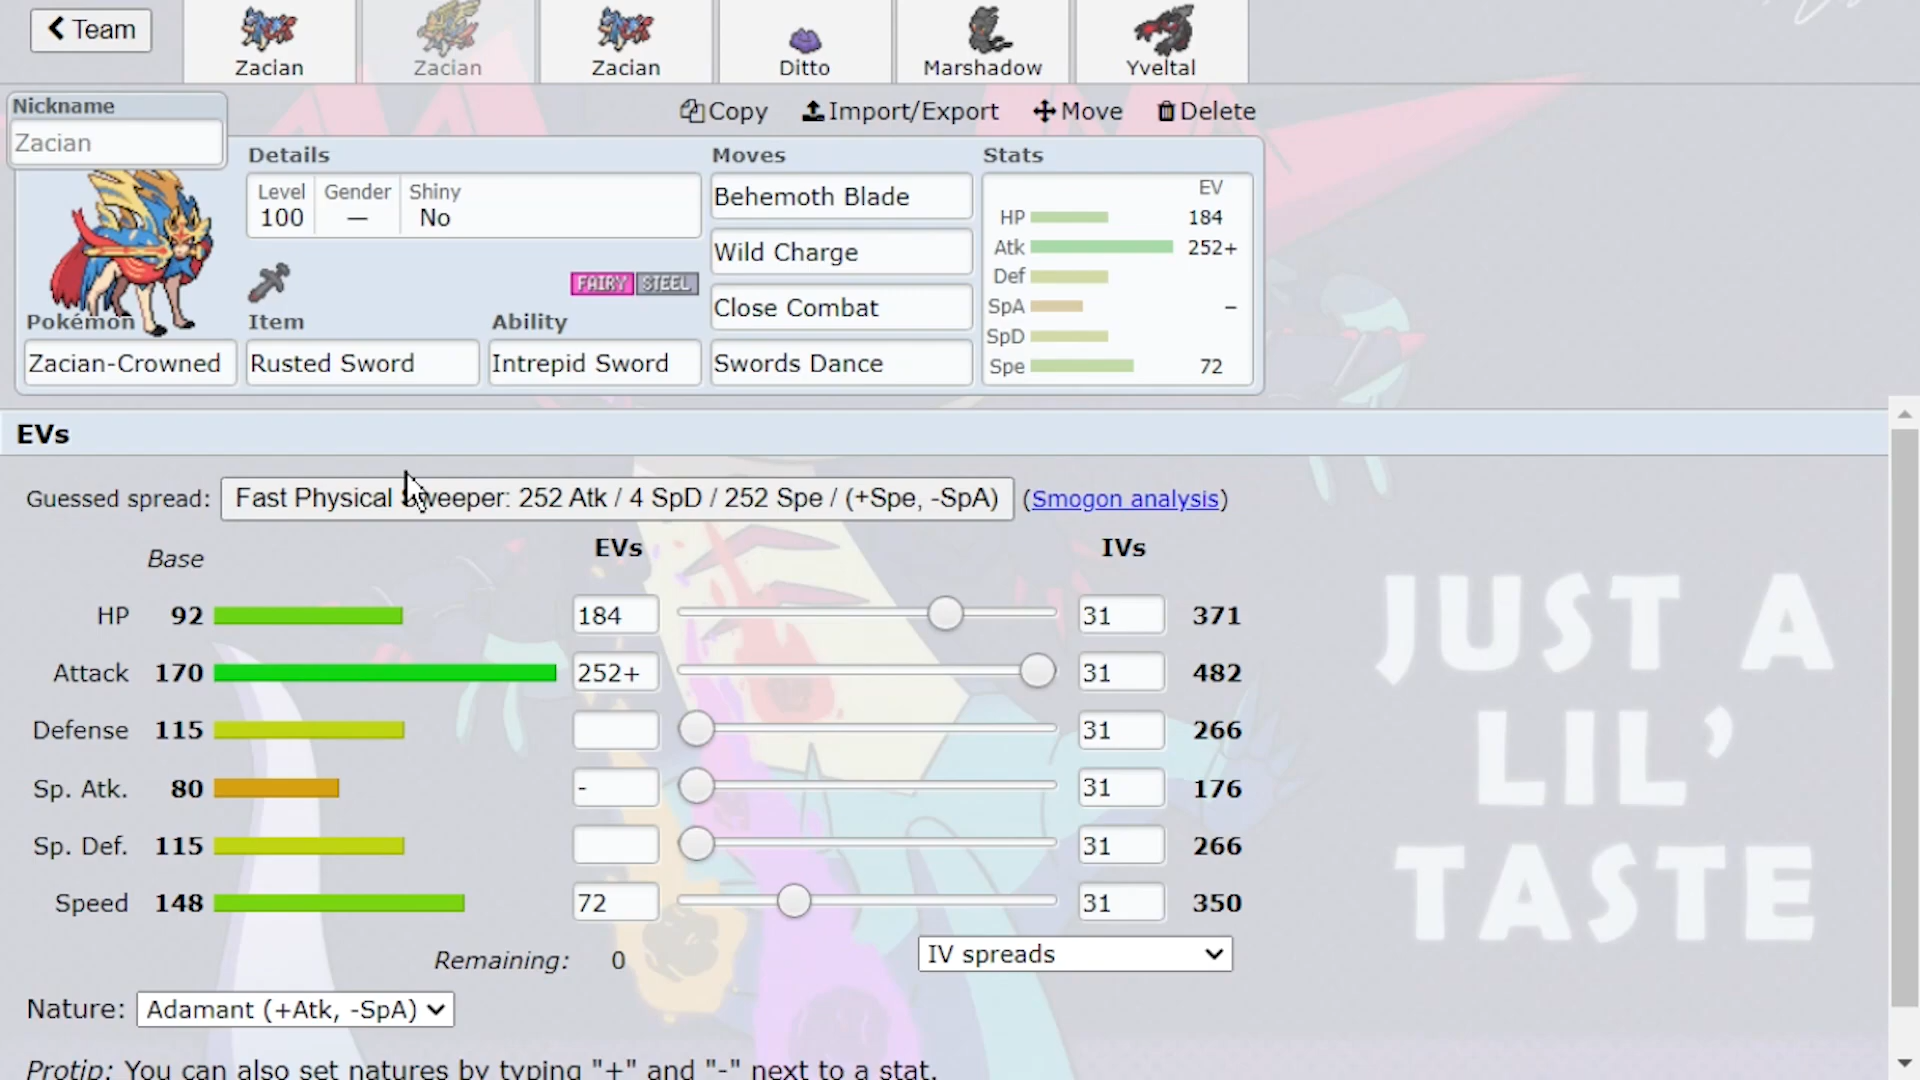 Team
Zacian
Zacian
Zacian
Ditto
Marshadow
Yveltal
Nickname
Zacian
Copy
Import/Export
Move
Delete
Details
Moves
Stats
Level
Gender
Shiny
100
—
No
FAIRY
STEEL
Pokémon
Item
Ability
Zacian-Crowned
Rusted Sword
Intrepid Sword
Behemoth Blade
Wild Charge
Close Combat
Swords Dance
EV
HP 184
Atk 252+
Def
SpA –
SpD
Spe 72
EVs
Guessed spread: Fast Physical Sweeper: 252 Atk / 4 SpD / 252 Spe / (+Spe, -SpA) (Smogon analysis)
Base EVs IVs
HP 92 184 31 371
Attack 170 252+ 31 482
Defense 115 31 266
Sp. Atk. 80 - 31 176
Sp. Def. 115 31 266
Speed 148 72 31 350
Remaining: 0 IV spreads
Nature: Adamant (+Atk, -SpA)
Protip: You can also set natures by typing "+" and "-" next to a stat.
JUST A
LIL'
TASTE